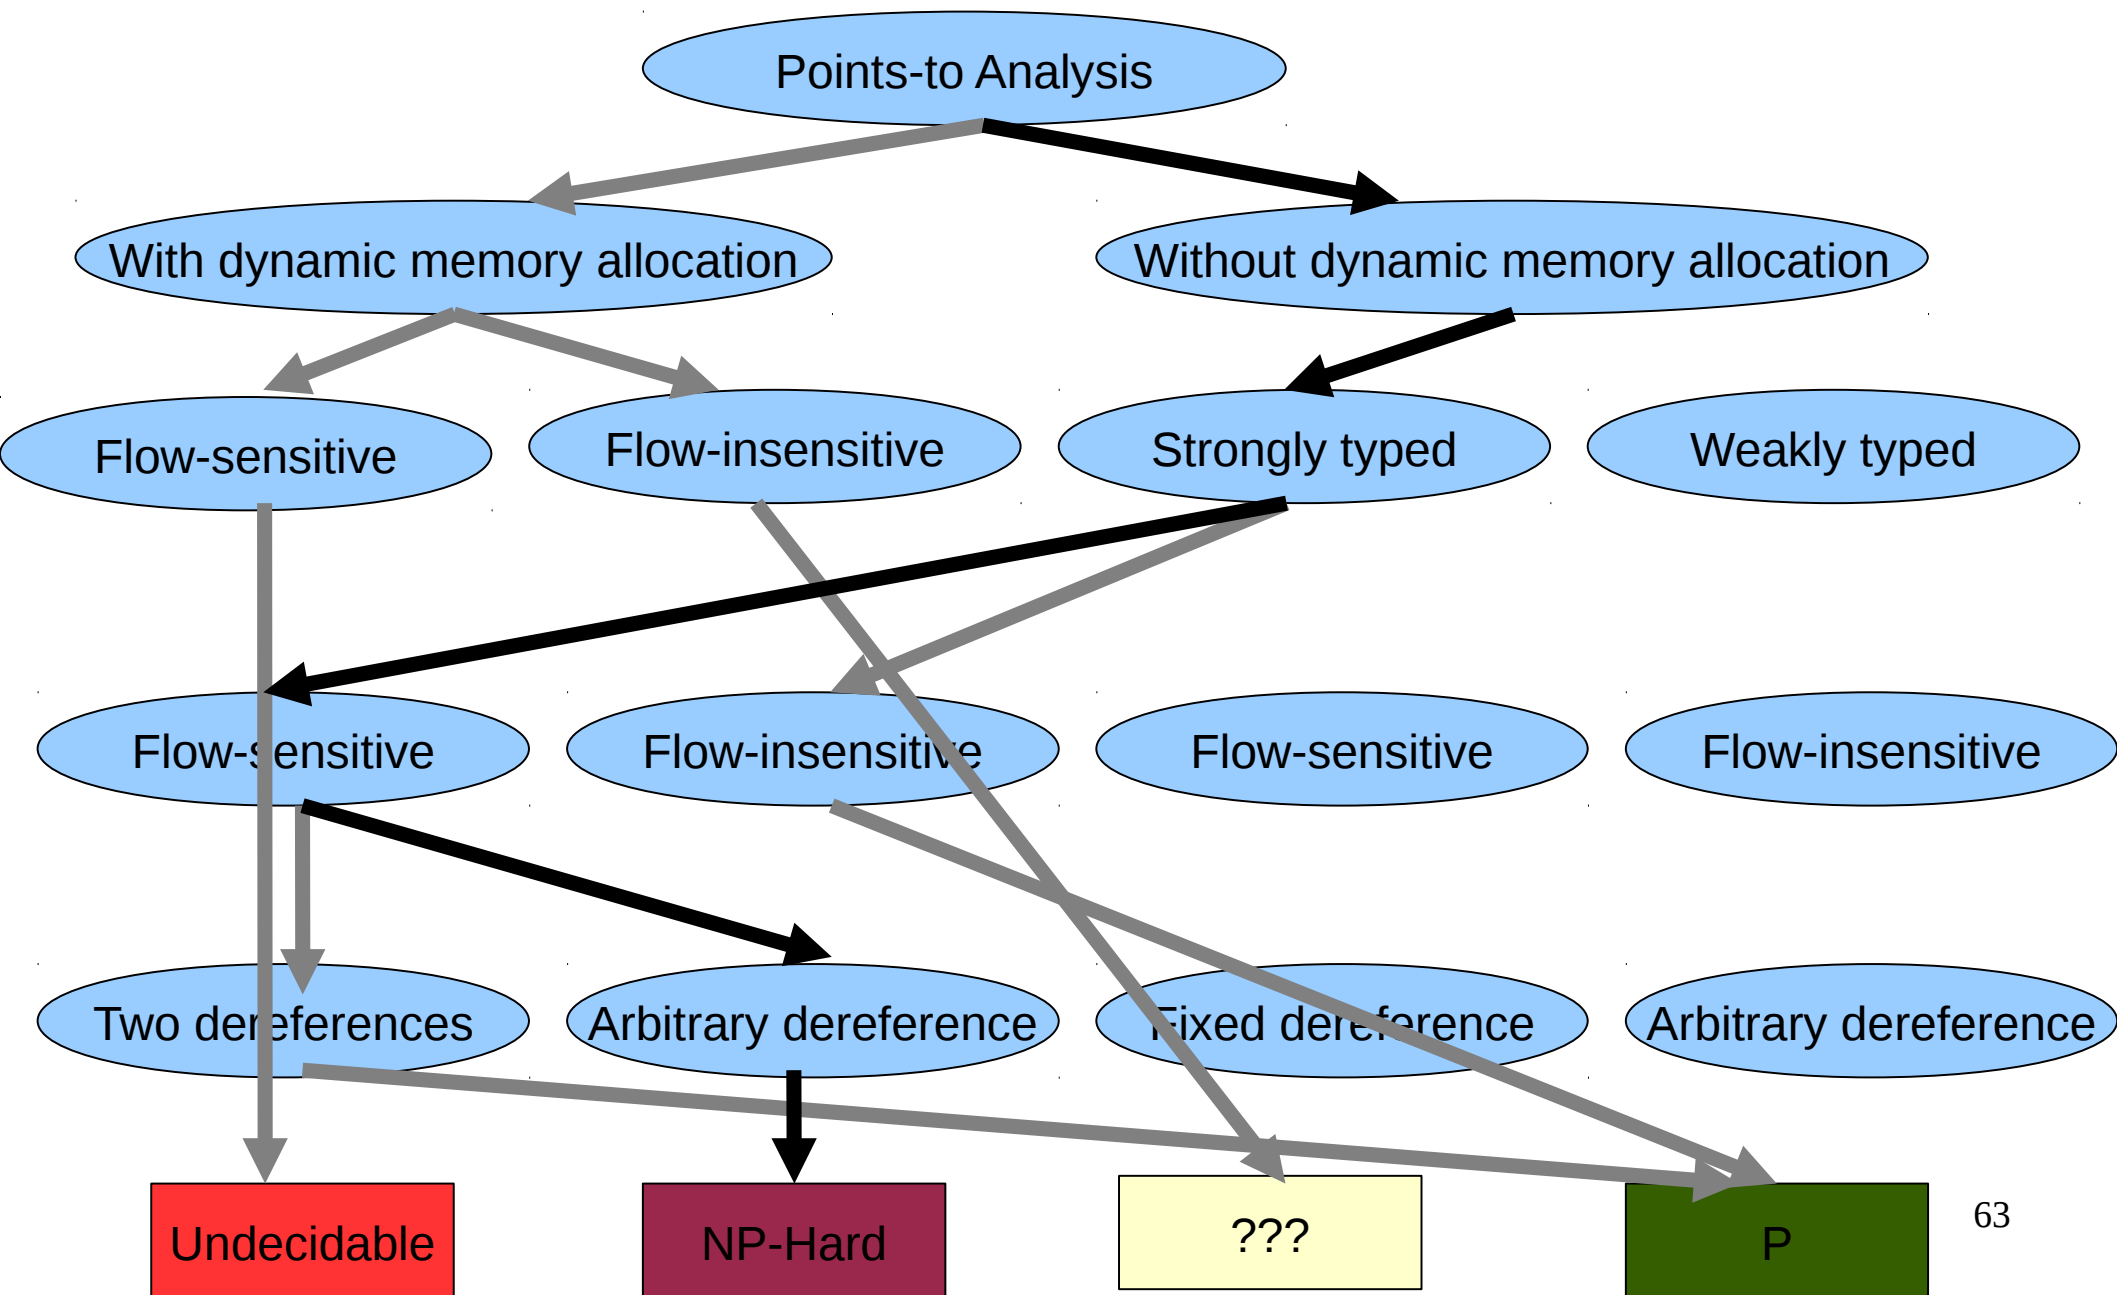 Points-to Analysis
With dynamic memory allocation
Without dynamic memory allocation
Flow-sensitive
Flow-insensitive
Strongly typed
Weakly typed
Flow-sensitive
Flow-insensitive
Flow-sensitive
Flow-insensitive
Two dereferences
Arbitrary dereference
Fixed dereference
Arbitrary dereference
Undecidable
NP-Hard
???
P
63